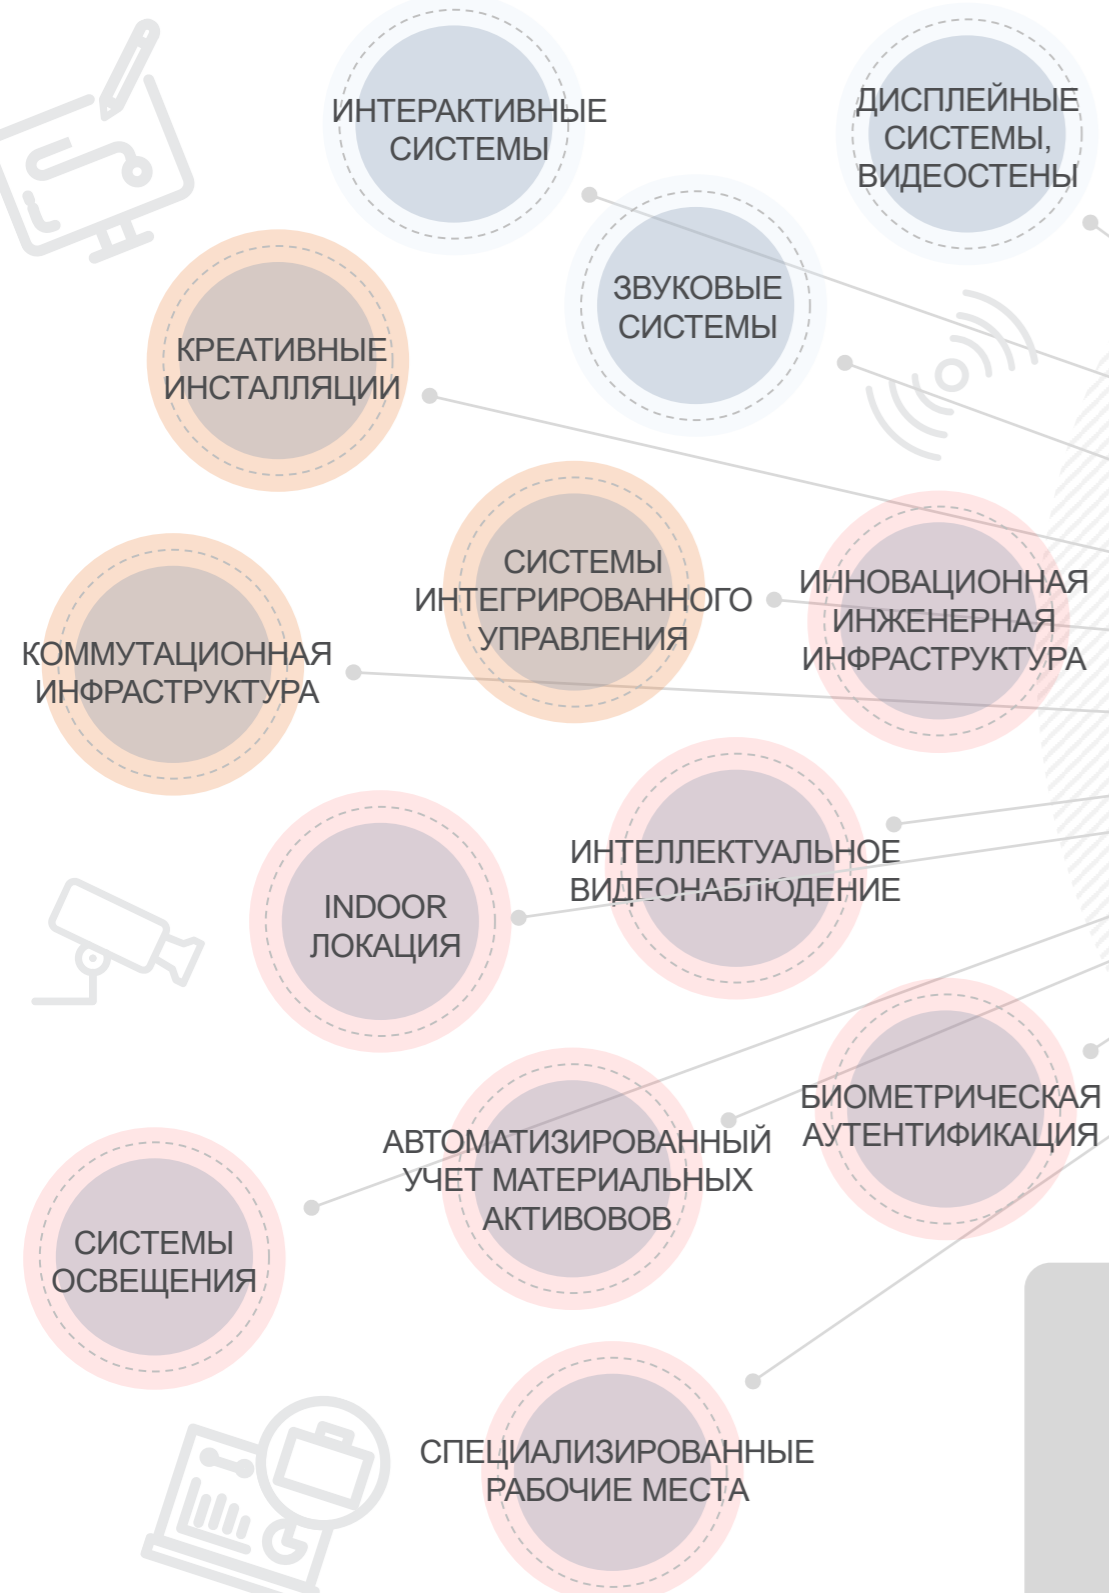 ИНТЕРАКТИВНЫЕ
СИСТЕМЫ
ДИСПЛЕЙНЫЕ
СИСТЕМЫ,
ВИДЕОСТЕНЫ
ЗВУКОВЫЕ
СИСТЕМЫ
КРЕАТИВНЫЕ
ИНСТАЛЛЯЦИИ
СИСТЕМЫ
ИНТЕГРИРОВАННОГО
УПРАВЛЕНИЯ
ИННОВАЦИОННАЯ
ИНЖЕНЕРНАЯ
ИНФРАСТРУКТУРА
КОММУТАЦИОННАЯ
ИНФРАСТРУКТУРА
ИНТЕЛЛЕКТУАЛЬНОЕ
ВИДЕОНАБЛЮДЕНИЕ
INDOOR
ЛОКАЦИЯ
БИОМЕТРИЧЕСКАЯ
АУТЕНТИФИКАЦИЯ
АВТОМАТИЗИРОВАННЫЙ
УЧЕТ МАТЕРИАЛЬНЫХ
АКТИВОВОВ
СИСТЕМЫ
ОСВЕЩЕНИЯ
СПЕЦИАЛИЗИРОВАННЫЕ
РАБОЧИЕ МЕСТА